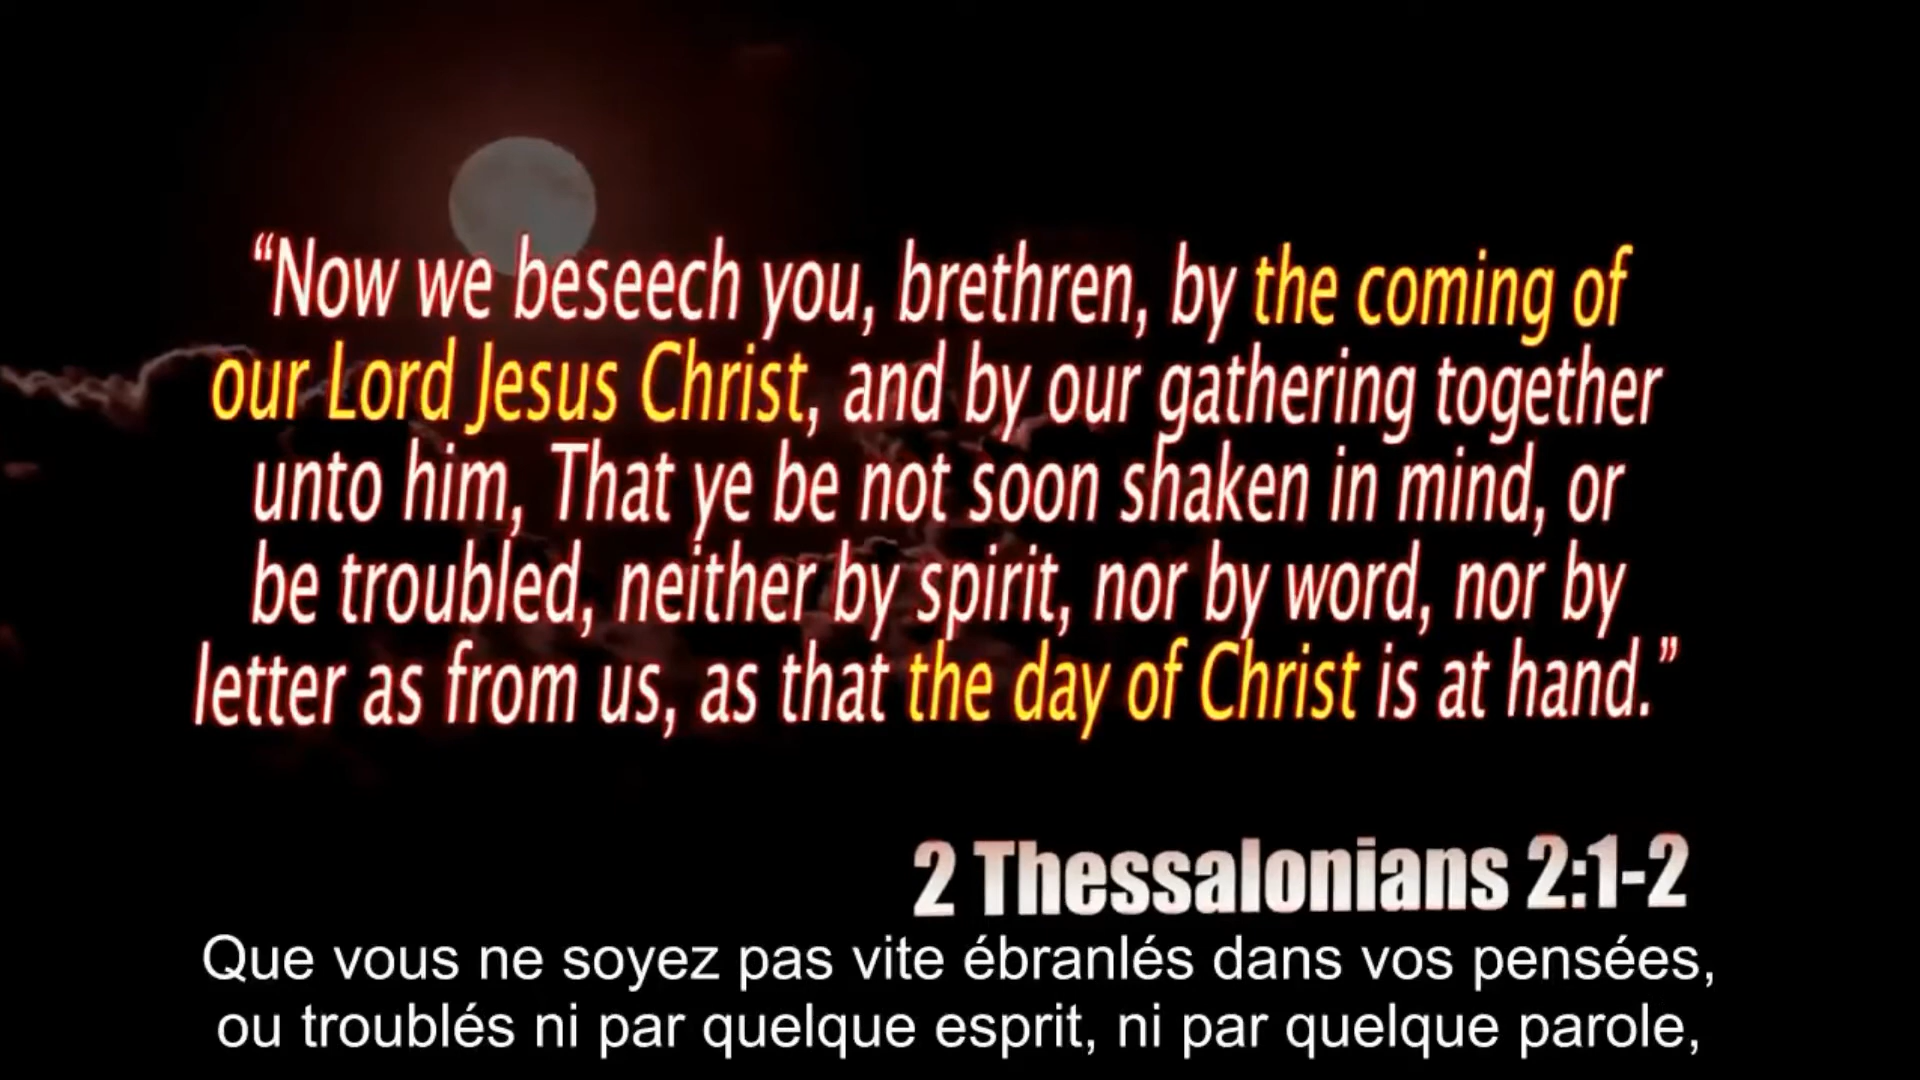 “Now we beseech you, brethren, by the coming of
our Lord Jesus Christ, and by our gathering together
unto him, That ye be not soon shaken in mind, or
be troubled, neither by spirit, nor by word, nor by
letter as from us, as that the day of Christ is at hand.”
2 Thessalonians 2:1-2
Que vous ne soyez pas vite ébranlés dans vos pensées,
ou troublés ni par quelque esprit, ni par quelque parole,